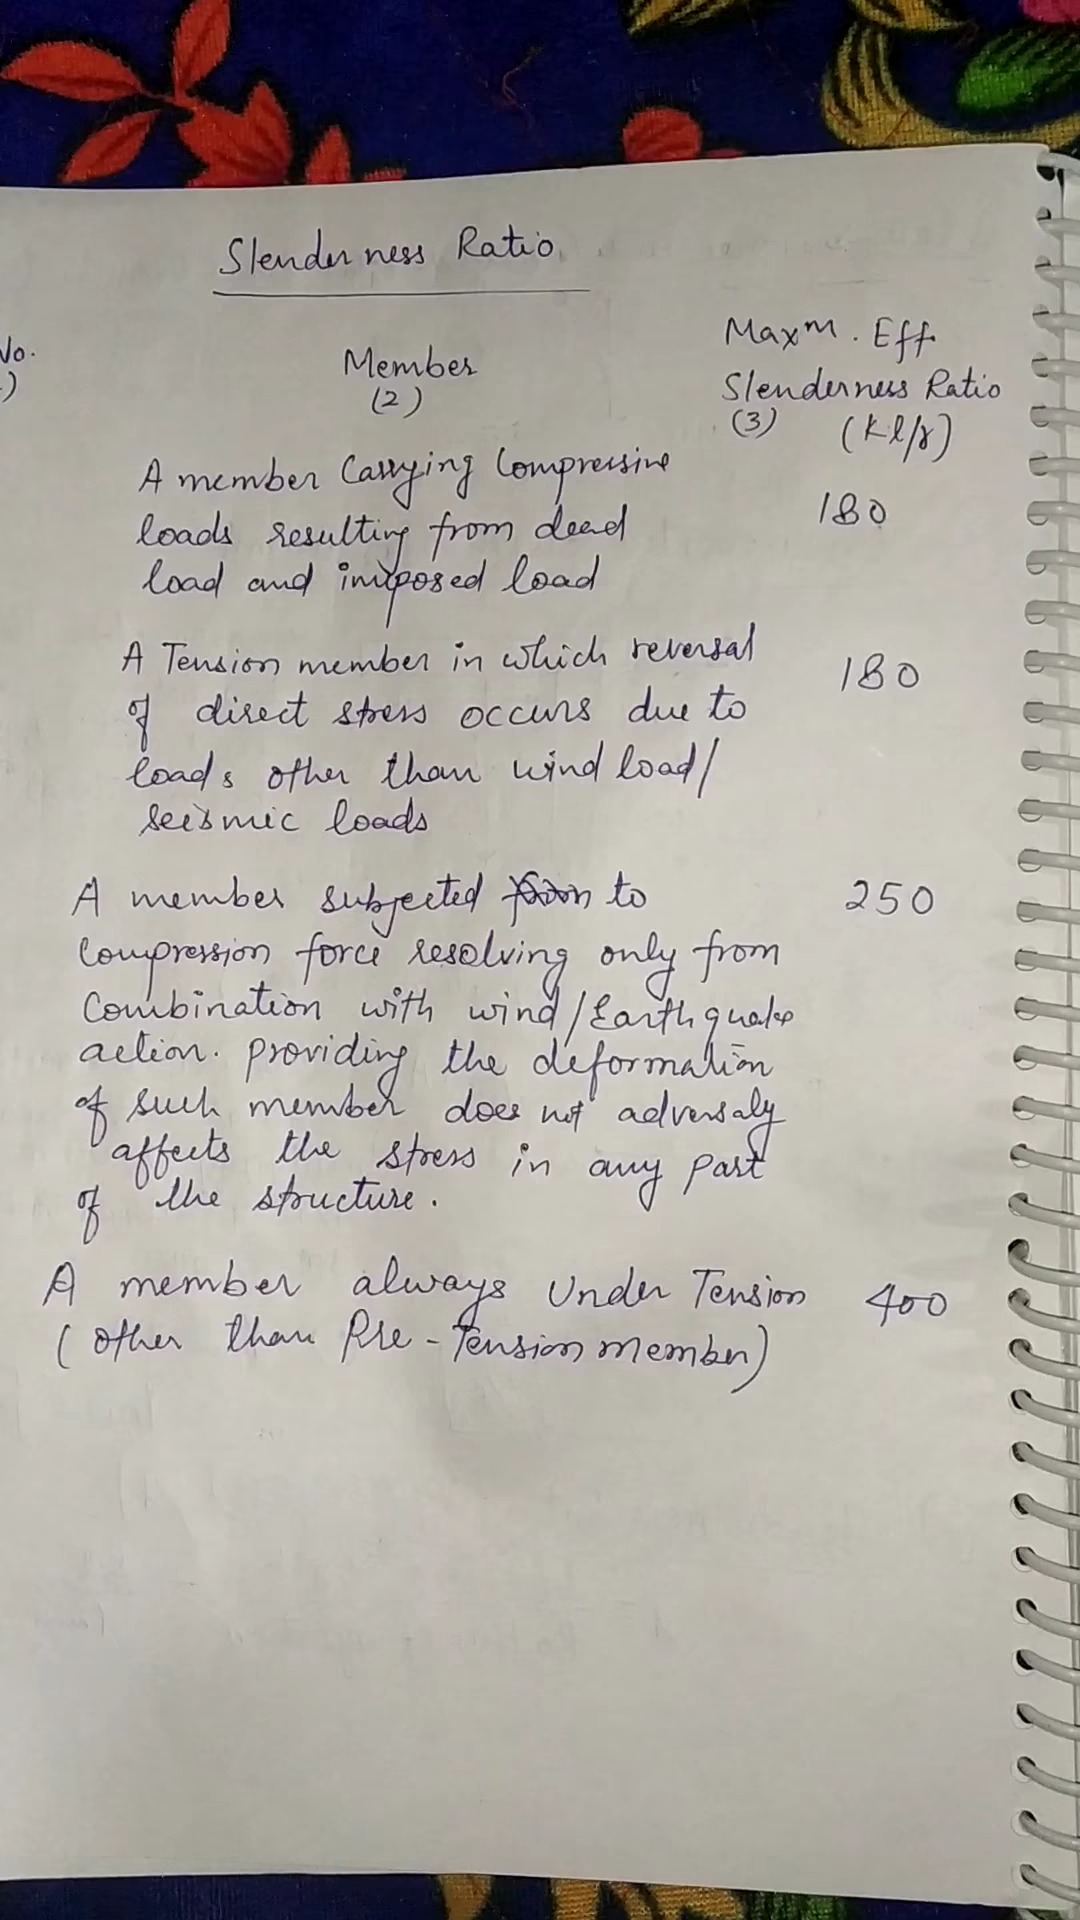 Slenderness Ratio
No.
Member
(2)
Maxm. Eff
Slenderness Ratio
(3) (Kl/r)
A member Carrying Compressive
loads resulting from dead
load and imposed load
180
A Tension member in which reversal
of direct stress occurs due to
loads other than wind load/
seismic loads
180
A member subjected to
Compression force resolving only from
Combination with wind/Earthquake
action. providing the deformation
of such member does not adversaly
affects the stress in any part
of the structure.
250
A member always Under Tension
(other than Pre-Tension member)
400